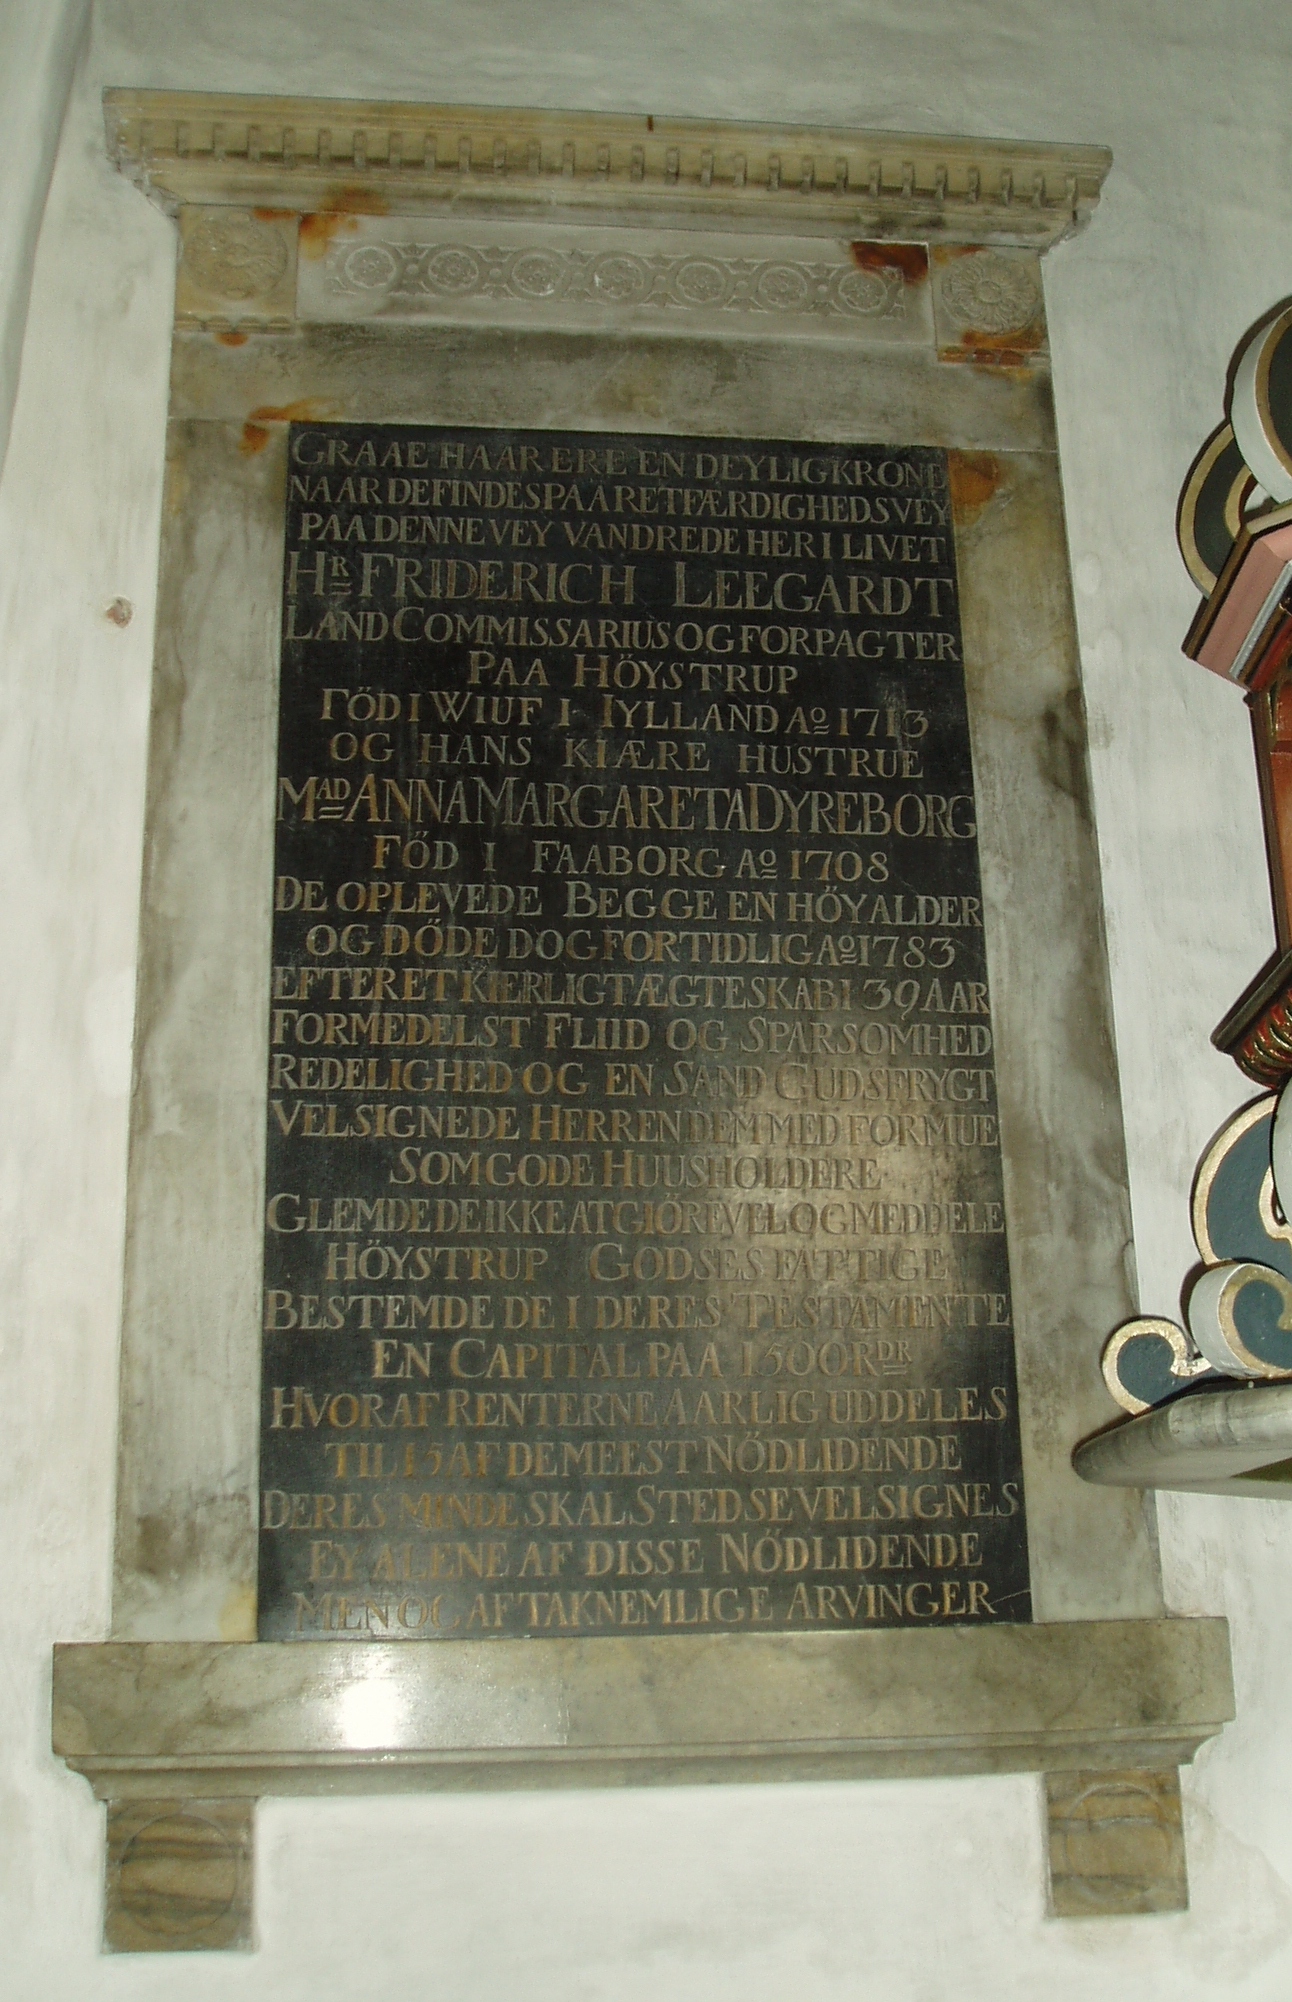 GRAAE HAAR ERE EN DEYLIG KRONE
NAAR DE FINDES PAA RETFÆRDIGHEDS VEY
PAA DENNE VEY VANDREDE HER I LIVET
HR FRIDERICH LEEGARDT
LAND COMMISSARIUS OG FORPAGTER
PAA HÖYSTRUP
FÖD I WIUF I IYLLAND Ao 1713
OG HANS KIÆRE HUSTRUE
MAD ANNA MARGARETA DYREBORG
FÖD I FAABORG Ao 1708
DE OPLEVEDE BEGGE EN HÖY ALDER
OG DÖDE DOG FORTIDLIG Ao 1783
EFTER ET KIERLIGT ÆGTESKAB I 39 AAR
FORMEDELST FLIID OG SPARSOMHED
REDELIGHED OG EN SAND GUDSFRYGT
VELSIGNEDE HERREN DEM MED FORMUE
SOM GODE HUUSHOLDERE
GLEMDE DE IKKE AT GIÖRE VEL OG MEDDELE
HÖYSTRUP GODSES FATTIGE
BESTEMDE DE I DERES TESTAMENTE
EN CAPITAL PAA 1500 RDR
HVORAF RENTERNE AARLIG UDDELES
TIL 15 AF DE MEEST NÖDLIDENDE
DERES MINDE SKAL STEDSE VELSIGNES
EY ALENE AF DISSE NÖDLIDENDE
MEN OG AF TAKNEMLIGE ARVINGER